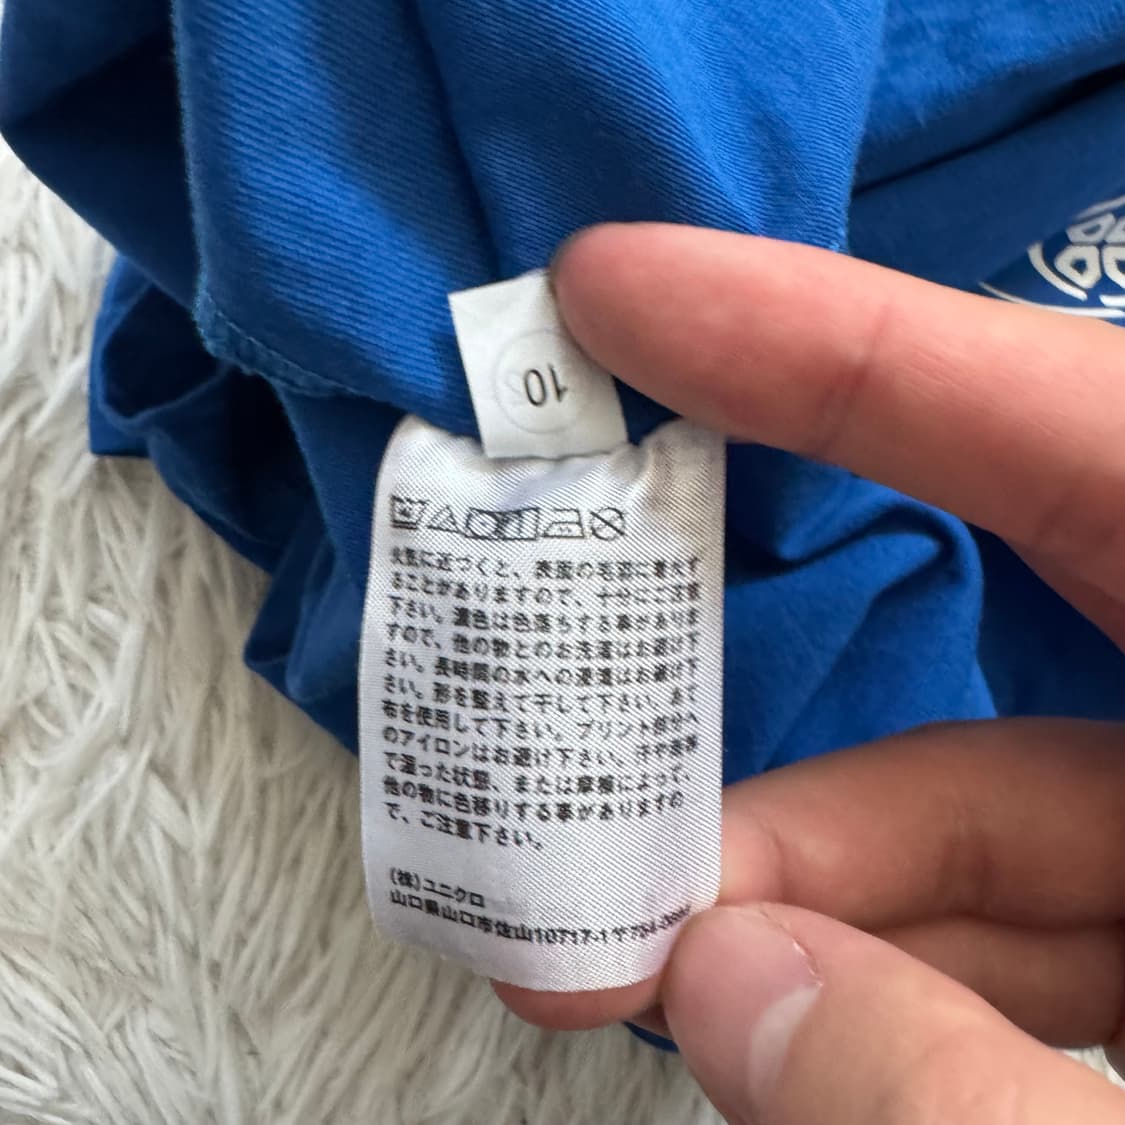 10
火気に近づくと、表面の毛羽に着火す
ることがありますので、十分にご注意
下さい。濃色は色落ちする事がありま
すので、他の物とのお洗濯はお避け下
さい。長時間の水への浸漬はお避け下
さい。形を整えて干して下さい。あて
布を使用して下さい。プリント部分へ
のアイロンはお避け下さい。汗や雨等
で湿った状態、または摩擦によって、
他の物に色移りする事がありますの
で、ご注意下さい。
(株)ユニクロ
山口県山口市佐山10717-1 〒754-